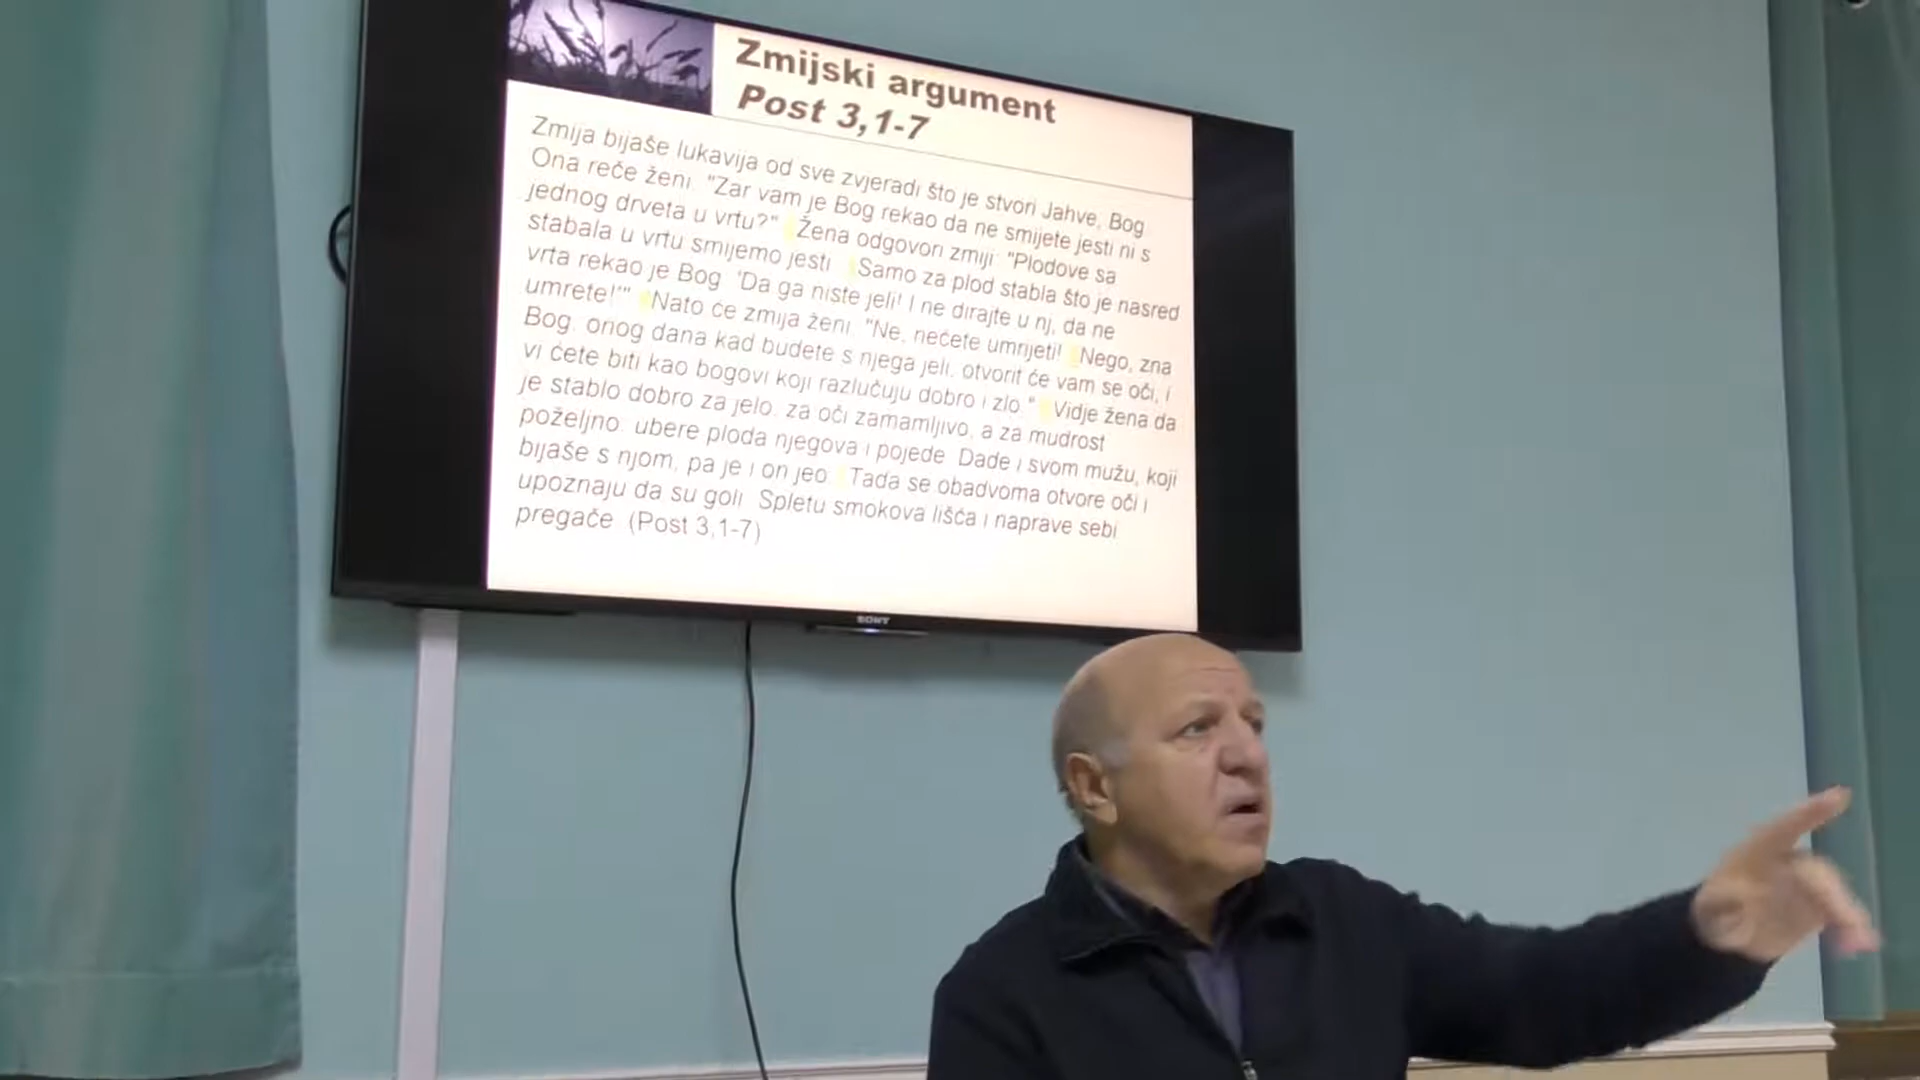 Zmijski argument
Post 3,1-7
Zmija bijaše lukavija od sve zvjeradi što je stvori Jahve, Bog.
Ona reče ženi: "Zar vam je Bog rekao da ne smijete jesti ni s
jednog drveta u vrtu?" Žena odgovori zmiji: "Plodove sa
stabala u vrtu smijemo jesti. Samo za plod stabla što je nasred
vrta rekao je Bog: 'Da ga niste jeli! I ne dirajte u nj, da ne
umrete!'" Nato će zmija ženi: "Ne, nećete umrijeti! Nego, zna
Bog: onog dana kad budete s njega jeli, otvorit će vam se oči, i
vi ćete biti kao bogovi koji razlučuju dobro i zlo." Vidje žena da
je stablo dobro za jelo, za oči zamamljivo, a za mudrost
poželjno: ubere ploda njegova i pojede. Dade i svom mužu, koji
bijaše s njom, pa je i on jeo. Tada se obadvoma otvore oči i
upoznaju da su goli. Spletu smokova lišća i naprave sebi
pregače. (Post 3,1-7)
SONY